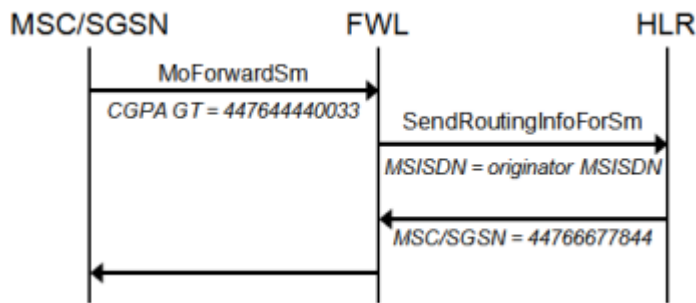 MSC/SGSN FWL HLR
MoForwardSm
CGPA GT = 447644440033
SendRoutingInfoForSm
MSISDN = originator MSISDN
MSC/SGSN = 44766677844